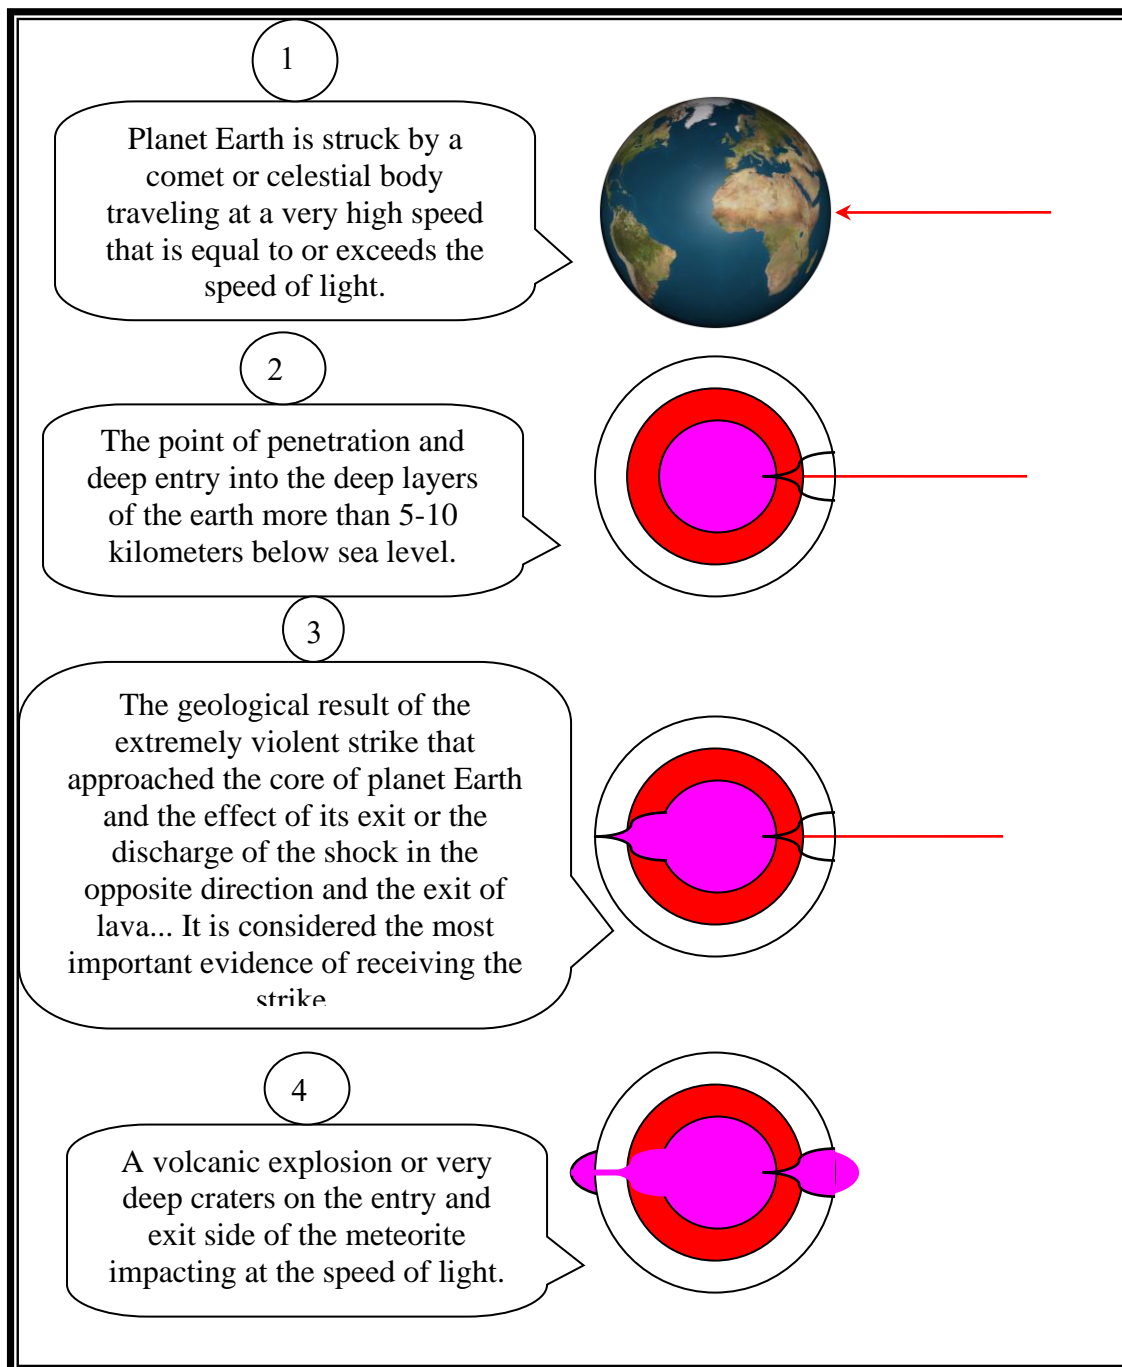 1
Planet Earth is struck by a
comet or celestial body
traveling at a very high speed
that is equal to or exceeds the
speed of light.
2
The point of penetration and
deep entry into the deep layers
of the earth more than 5-10
kilometers below sea level.
3
The geological result of the
extremely violent strike that
approached the core of planet Earth
and the effect of its exit or the
discharge of the shock in the
opposite direction and the exit of
lava... It is considered the most
important evidence of receiving the
strike
4
A volcanic explosion or very
deep craters on the entry and
exit side of the meteorite
impacting at the speed of light.